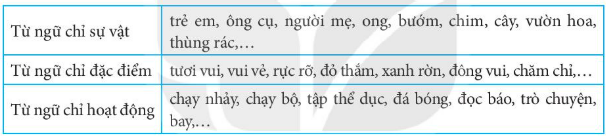 Từ ngữ chỉ sự vật
trẻ em, ông cụ, người mẹ, ong, bướm, chim, cây, vườn hoa,
thùng rác,…
Từ ngữ chỉ đặc điểm
tươi vui, vui vẻ, rực rỡ, đỏ thắm, xanh rờn, đông vui, chăm chỉ,…
Từ ngữ chỉ hoạt động
chạy nhảy, chạy bộ, tập thể dục, đá bóng, đọc báo, trò chuyện,
bay,…